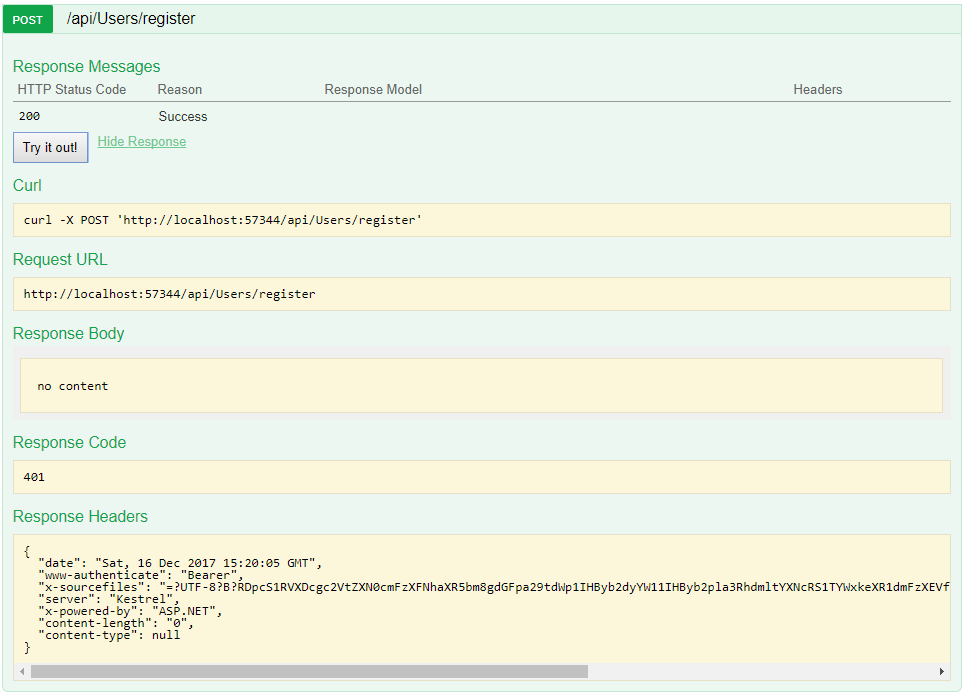 POST /api/Users/register
Response Messages
HTTP Status Code Reason Response Model Headers
200 Success
Try it out! Hide Response
Curl
curl -X POST 'http://localhost:57344/api/Users/register'
Request URL
http://localhost:57344/api/Users/register
Response Body
no content
Response Code
401
Response Headers
{
"date": "Sat, 16 Dec 2017 15:20:05 GMT",
"www-authenticate": "Bearer",
"x-sourcefiles": "=?UTF-8?B?RDpcS1RVXDcgc2VtZXN0cmFzXFNhaXR5bm8gdGFpa29tdWp1IHByb2dyYW11IHByb2pla3RhdmltYXNcRS1TYWxkeXR1dmFzXEVf
"server": "Kestrel",
"x-powered-by": "ASP.NET",
"content-length": "0",
"content-type": null
}